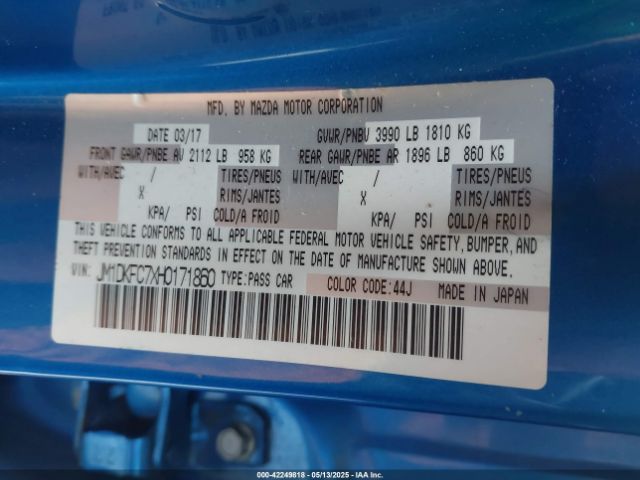 MFD. BY MAZDA MOTOR CORPORATION
DATE 03/17 GVWR/PNBV 3990 LB 1810 KG
FRONT GAWR/PNBE AV 2112 LB 958 KG REAR GAWR/PNBE AR 1896 LB 860 KG
WITH/AVEC / TIRES/PNEUS WITH/AVEC / TIRES/PNEUS
X RIMS/JANTES X RIMS/JANTES
KPA/ PSI COLD/A FROID KPA/ PSI COLD/A FROID
THIS VEHICLE CONFORMS TO ALL APPLICABLE FEDERAL MOTOR VEHICLE SAFETY, BUMPER, AND
THEFT PREVENTION STANDARDS IN EFFECT ON THE DATE OF MANUFACTURE SHOWN ABOVE.
VIN: JM1DKFC7XH0171860 TYPE: PASS CAR COLOR CODE: 44J MADE IN JAPAN
000-42249818 - 05/13/2025 - IAA Inc.